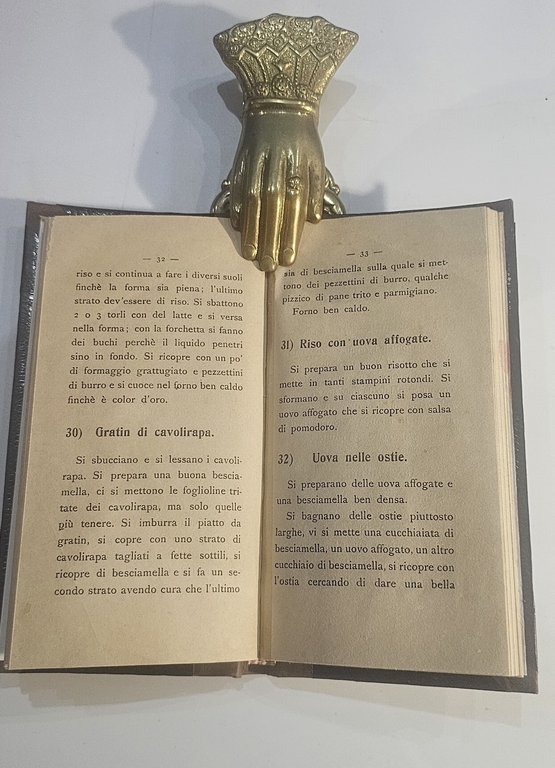 — 32 —
riso e si continua a fare i diversi suoli
finchè la forma sia piena; l'ultimo
strato dev'essere di riso. Si sbattono
2 o 3 torli con del latte e si versa
nella forma; con la forchetta si fanno
dei buchi perchè il liquido penetri
sino in fondo. Si ricopre con un po'
di formaggio grattugiato e pezzettini
di burro e si cuoce nel forno ben caldo
finchè è color d'oro.
30) Gratin di cavolirapa.
Si sbucciano e si lessano i cavoli-
rapa. Si prepara una buona bescia-
mella, ci si mettono le foglioline tri-
tate dei cavolirapa, ma solo quelle
più tenere. Si imburra il piatto da
gratin, si copre con uno strato di
cavolirapa tagliati a fette sottili, si
ricopre di besciamella e si fa un se-
condo strato avendo cura che l'ultimo
— 33 —
sia di besciamella sulla quale si met-
tono dei pezzettini di burro, qualche
pizzico di pane trito e parmigiano.
Forno ben caldo.
31) Riso con uova affogate.
Si prepara un buon risotto che si
mette in tanti stampini rotondi. Si
sformano e su ciascuno si posa un
uovo affogato che si ricopre con salsa
di pomodoro.
32) Uova nelle ostie.
Si preparano delle uova affogate e
una besciamella ben densa.
Si bagnano delle ostie piuttosto
larghe, vi si mette una cucchiaiata di
besciamella, un uovo affogato, un altro
cucchiaio di besciamella, si ricopre con
l'ostia cercando di dare una bella